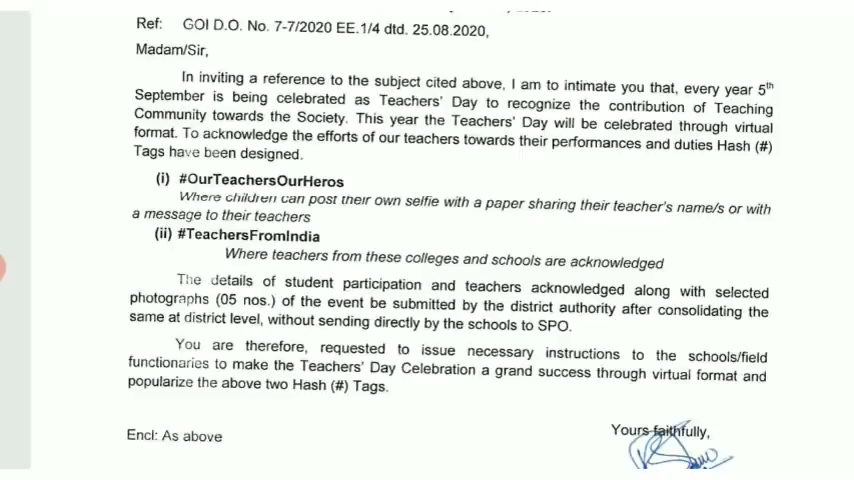 Ref: GOI D.O. No. 7-7/2020 EE.1/4 dtd. 25.08.2020,
Madam/Sir,
In inviting a reference to the subject cited above, I am to intimate you that, every year 5th
September is being celebrated as Teachers' Day to recognize the contribution of Teaching
Community towards the Society. This year the Teachers' Day will be celebrated through virtual
format. To acknowledge the efforts of our teachers towards their performances and duties Hash (#)
Tags have been designed.
(i) #OurTeachersOurHeros
Where children can post their own selfie with a paper sharing their teacher's name/s or with
a message to their teachers
(ii) #TeachersFromIndia
Where teachers from these colleges and schools are acknowledged
The details of student participation and teachers acknowledged along with selected
photographs (05 nos.) of the event be submitted by the district authority after consolidating the
same at district level, without sending directly by the schools to SPO.
You are therefore, requested to issue necessary instructions to the schools/field
functionaries to make the Teachers' Day Celebration a grand success through virtual format and
popularize the above two Hash (#) Tags.
Yours faithfully,
Encl: As above